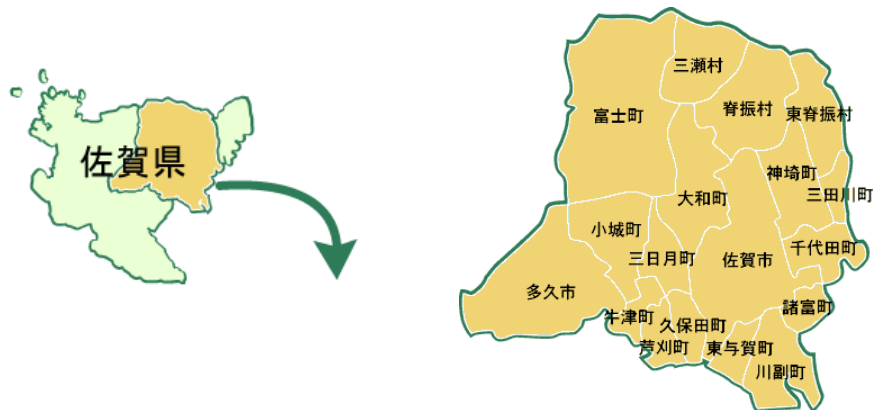 佐賀県
三瀬村
富士町
脊振村
東脊振村
神埼町
三田川町
大和町
小城町
千代田町
三日月町
佐賀市
多久市
諸富町
牛津町
久保田町
芦刈町
東与賀町
川副町